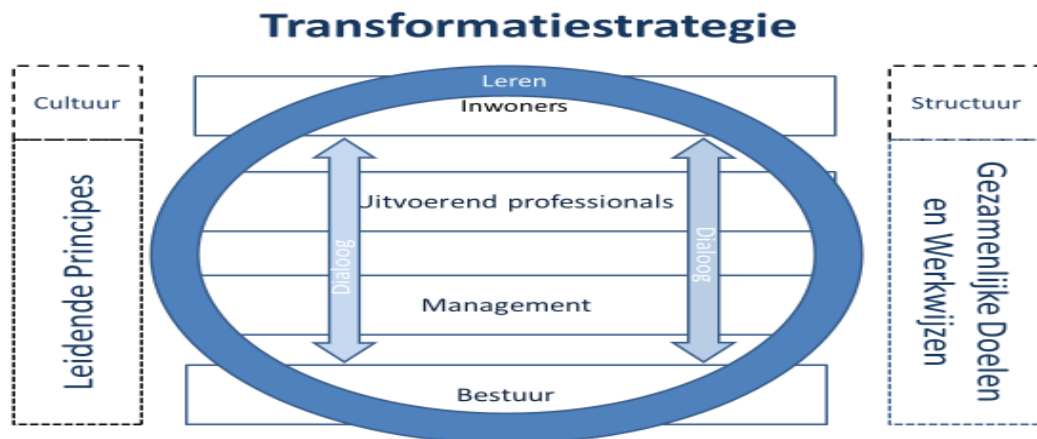 Transformatiestrategie
Cultuur
Leidende Principes
Leren
Inwoners
Uitvoerend professionals
Dialoog
Dialoog
Management
Bestuur
Structuur
Gezamenlijke Doelen
en Werkwijzen